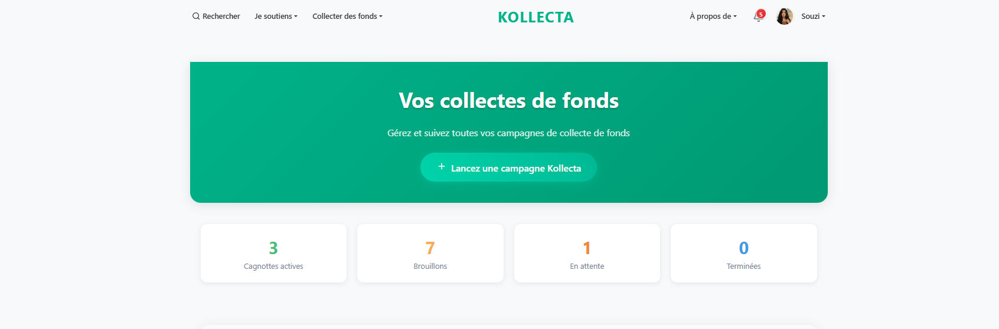 Rechercher
Je soutiens
Collecter des fonds
KOLLECTA
À propos de
5
Souzi
Vos collectes de fonds
Gérez et suivez toutes vos campagnes de collecte de fonds
+ Lancez une campagne Kollecta
3
Cagnottes actives
7
Brouillons
1
En attente
0
Terminées